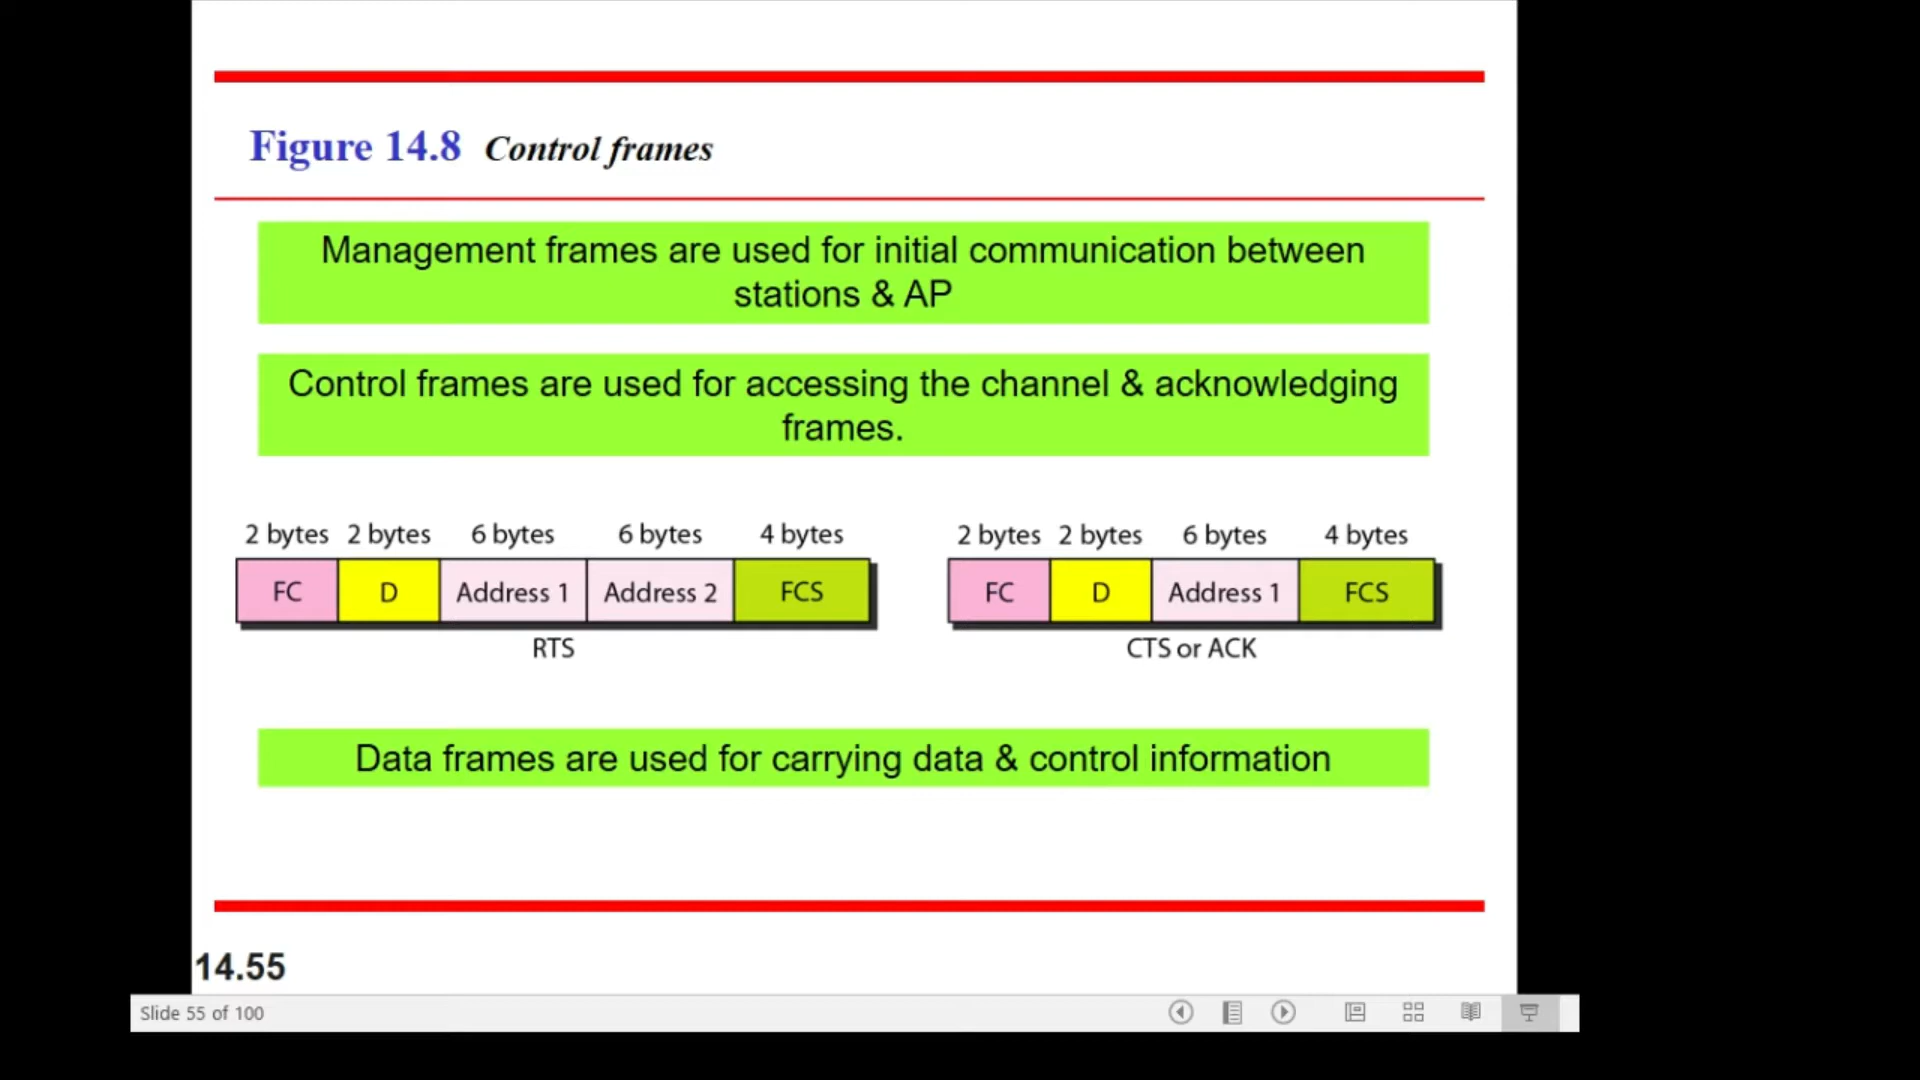 Figure 14.8 Control frames
Management frames are used for initial communication between
stations & AP
Control frames are used for accessing the channel & acknowledging
frames.
2 bytes 2 bytes 6 bytes 6 bytes 4 bytes
FC D Address 1 Address 2 FCS
RTS
2 bytes 2 bytes 6 bytes 4 bytes
FC D Address 1 FCS
CTS or ACK
Data frames are used for carrying data & control information
14.55
Slide 55 of 100